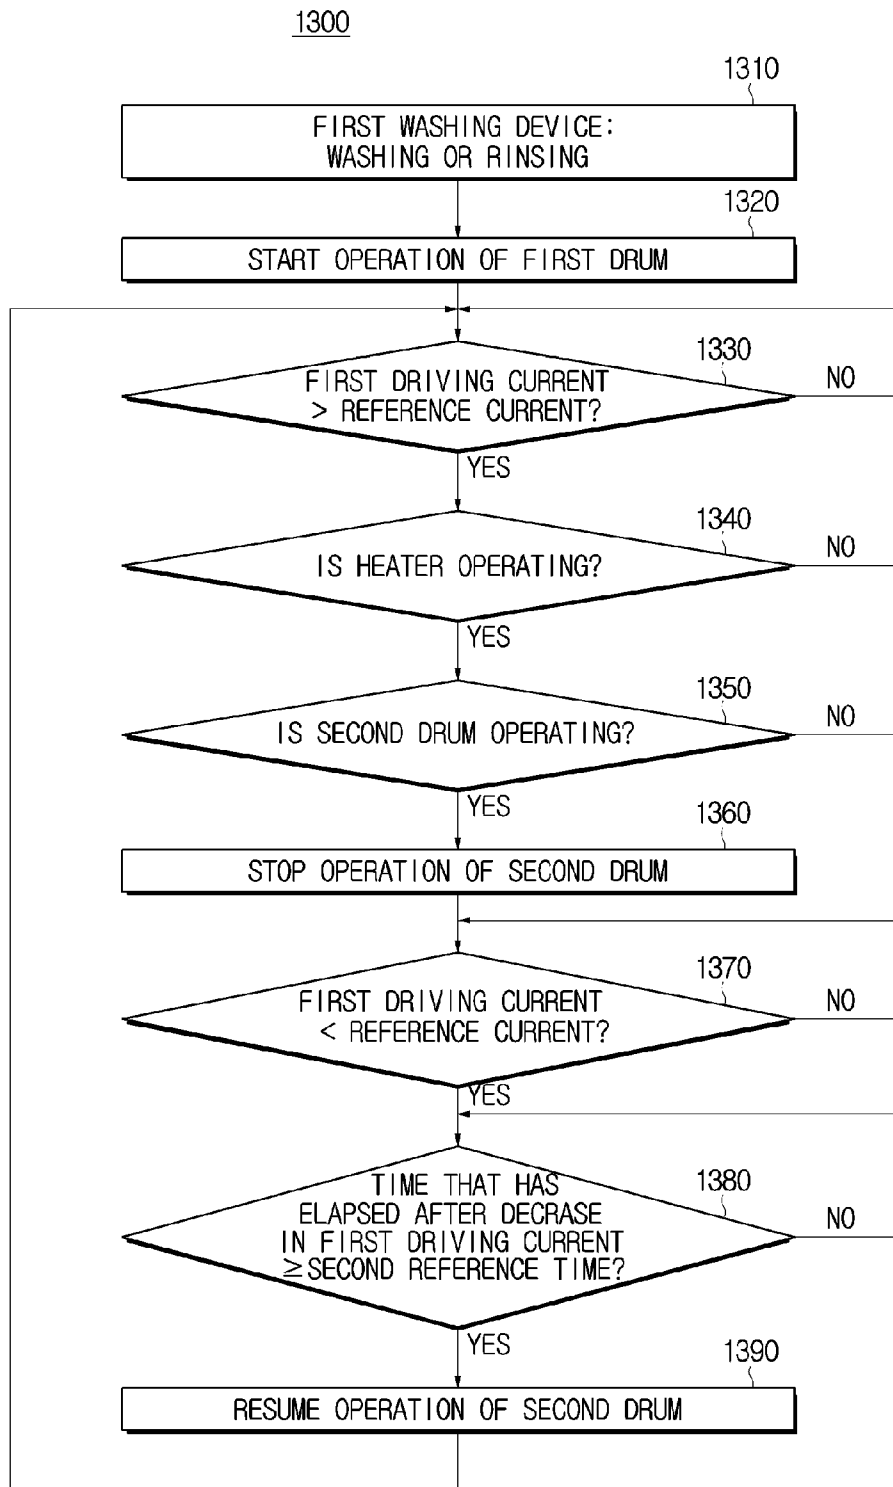 1300
1310
FIRST WASHING DEVICE:
WASHING OR RINSING
1320
START OPERATION OF FIRST DRUM
1330
FIRST DRIVING CURRENT
> REFERENCE CURRENT?
NO
YES
1340
IS HEATER OPERATING?
NO
YES
1350
IS SECOND DRUM OPERATING?
NO
YES
1360
STOP OPERATION OF SECOND DRUM
1370
FIRST DRIVING CURRENT
< REFERENCE CURRENT?
NO
YES
1380
TIME THAT HAS
ELAPSED AFTER DECRASE
IN FIRST DRIVING CURRENT
≥SECOND REFERENCE TIME?
NO
YES
1390
RESUME OPERATION OF SECOND DRUM